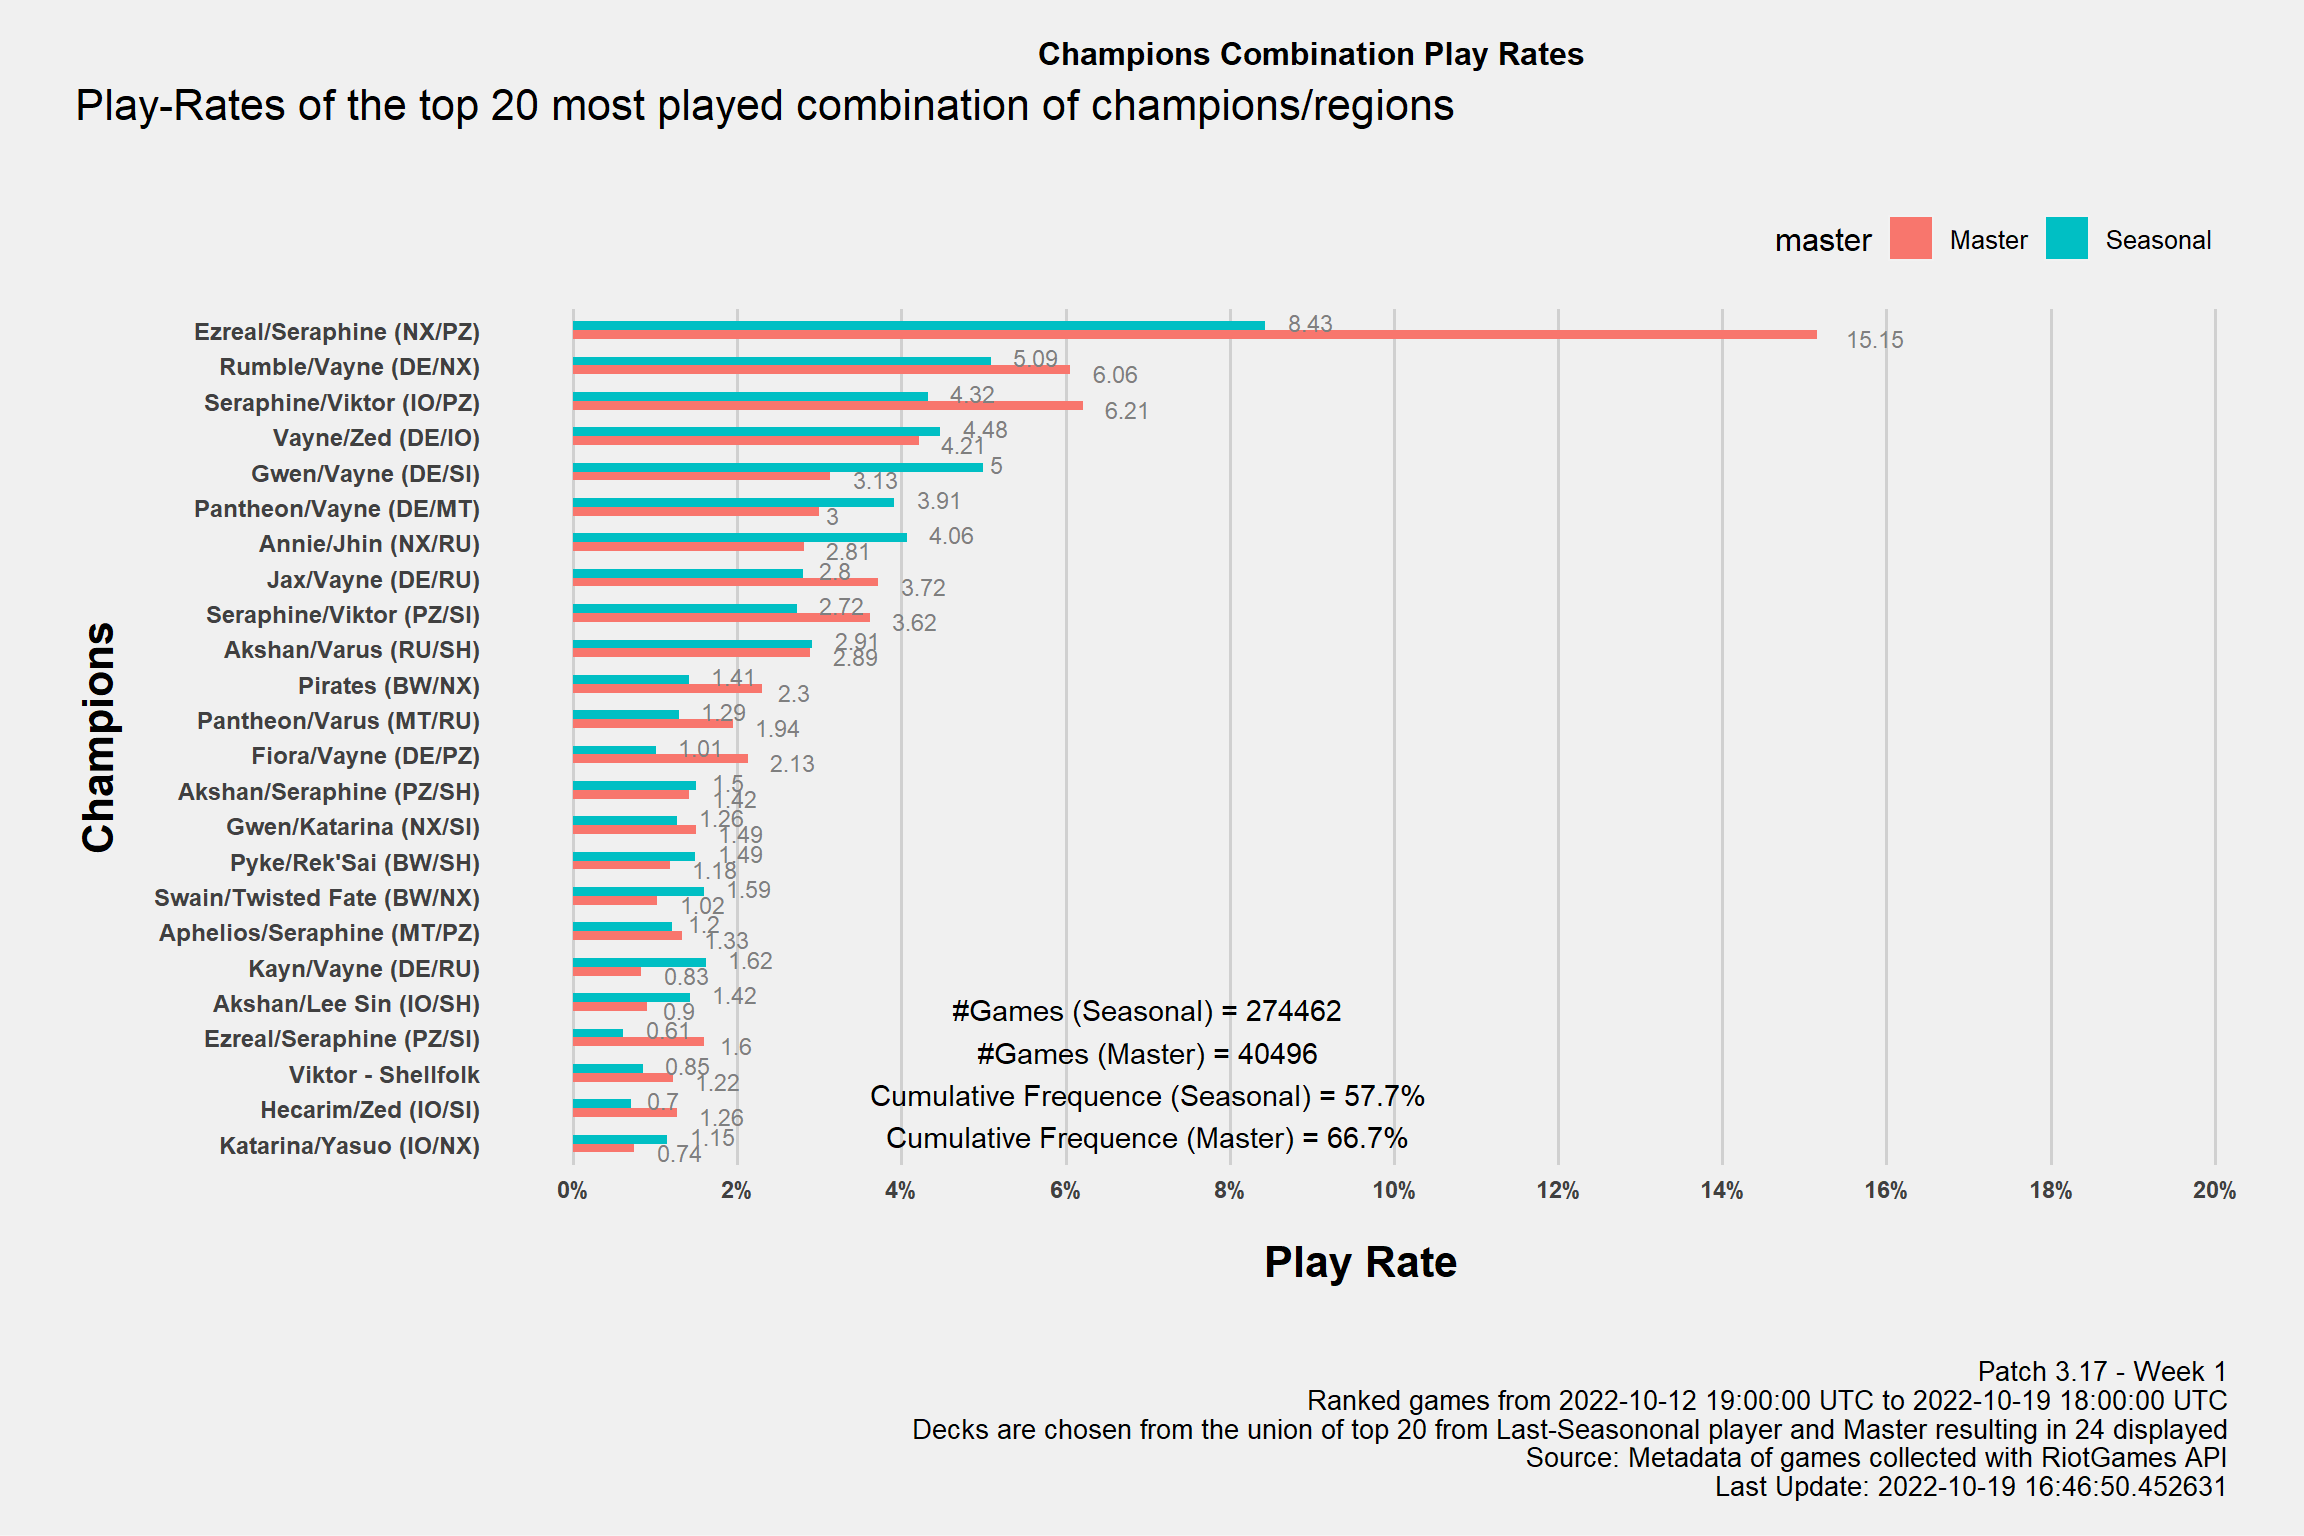 Champions Combination Play Rates
Play-Rates of the top 20 most played combination of champions/regions
master Master Seasonal
Champions
Ezreal/Seraphine (NX/PZ) 8.43 15.15
Rumble/Vayne (DE/NX) 5.09 6.06
Seraphine/Viktor (IO/PZ) 4.32 6.21
Vayne/Zed (DE/IO) 4.48 4.21
Gwen/Vayne (DE/SI) 5 3.13
Pantheon/Vayne (DE/MT) 3.91 3
Annie/Jhin (NX/RU) 4.06 2.81
Jax/Vayne (DE/RU) 2.8 3.72
Seraphine/Viktor (PZ/SI) 2.72 3.62
Akshan/Varus (RU/SH) 2.91 2.89
Pirates (BW/NX) 1.41 2.3
Pantheon/Varus (MT/RU) 1.29 1.94
Fiora/Vayne (DE/PZ) 1.01 2.13
Akshan/Seraphine (PZ/SH) 1.5 1.42
Gwen/Katarina (NX/SI) 1.26 1.49
Pyke/Rek'Sai (BW/SH) 1.49 1.18
Swain/Twisted Fate (BW/NX) 1.59 1.02
Aphelios/Seraphine (MT/PZ) 1.2 1.33
Kayn/Vayne (DE/RU) 1.62 0.83
Akshan/Lee Sin (IO/SH) 1.42 0.9
Ezreal/Seraphine (PZ/SI) 0.61 1.6
Viktor - Shellfolk 0.85 1.22
Hecarim/Zed (IO/SI) 0.7 1.26
Katarina/Yasuo (IO/NX) 1.15 0.74
#Games (Seasonal) = 274462
#Games (Master) = 40496
Cumulative Frequence (Seasonal) = 57.7%
Cumulative Frequence (Master) = 66.7%
0% 2% 4% 6% 8% 10% 12% 14% 16% 18% 20%
Play Rate
Patch 3.17 - Week 1
Ranked games from 2022-10-12 19:00:00 UTC to 2022-10-19 18:00:00 UTC
Decks are chosen from the union of top 20 from Last-Seasononal player and Master resulting in 24 displayed
Source: Metadata of games collected with RiotGames API
Last Update: 2022-10-19 16:46:50.452631